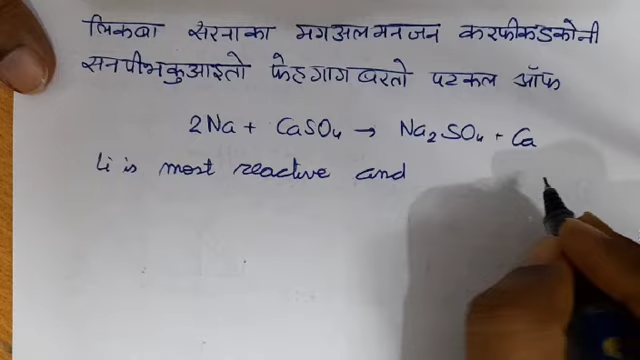 लिकबा सरनाका मगअलमनजन करफीकडकोनी
सनपीभकुआइतो फेहगागबरतो पटकल ऑफ
2Na + CaSO₄ → Na₂SO₄ + Ca
Li is most reactive and